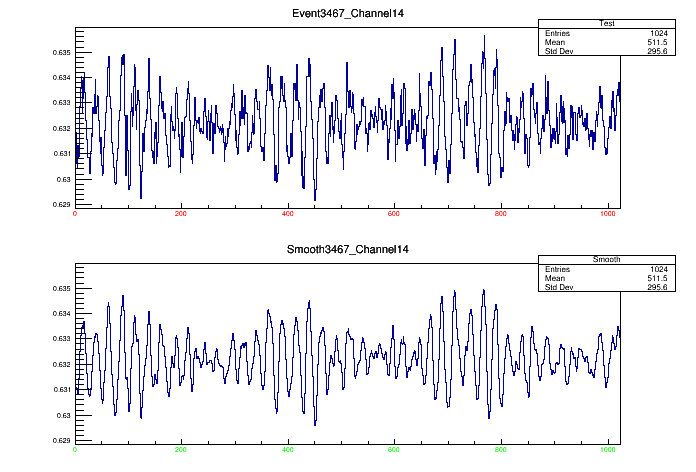 Event3467_Channel14
Test
Entries 1024
Mean 511.5
Std Dev 295.6
0.635
0.634
0.633
0.632
0.631
0.63
0.629
0 200 400 600 800 1000
Smooth3467_Channel14
Smooth
Entries 1024
Mean 511.5
Std Dev 295.6
0.635
0.634
0.633
0.632
0.631
0.63
0.629
0 200 400 600 800 1000